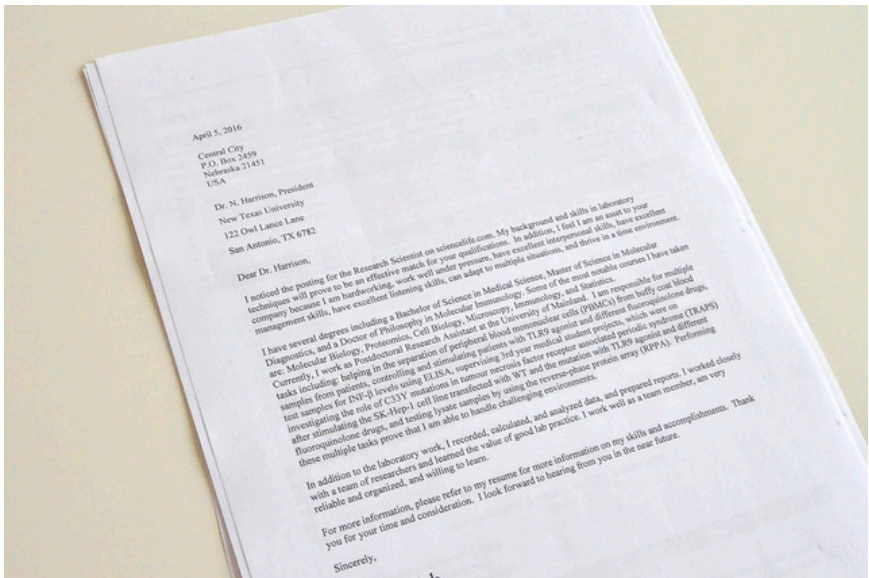 April 5, 2016
Central City
P.O. Box 2459
Nebraska 21451
USA
Dr. N. Harrison, President
New Texas University
122 Owl Lance Lane
San Antonio, TX 6782
Dear Dr. Harrison,
I noticed the posting for the Research Scientist on sciencelife.com. My background and skills in laboratory
techniques will prove to be an effective match for your qualifications. In addition, I feel I am an asset to your
company because I am hardworking, work well under pressure, have excellent interpersonal skills, have excellent
management skills, have excellent listening skills, can adapt to multiple situations, and thrive in a time environment.
I have several degrees including a Bachelor of Science in Medical Science, Master of Science in Molecular
Diagnostics, and a Doctor of Philosophy in Molecular Immunology. Some of the most notable courses I have taken
are: Molecular Biology, Proteomics, Cell Biology, Microscopy, Immunology, and Statistics.
Currently, I work as Postdoctoral Research Assistant at the University of Mainland. I am responsible for multiple
tasks including: helping in the separation of peripheral blood mononuclear cells (PBMCs) from buffy coat blood
samples from patients, controlling and stimulating patients with TLR9 agonist and different fluoroquinolone drugs,
test samples for INF-β levels using ELISA, supervising 3rd year medical student projects, which were on
investigating the role of C33Y mutations in tumour necrosis factor receptor associated periodic syndrome (TRAPS)
after stimulating the SK-Hep-1 cell line transfected with WT and the mutation with TLR9 agonist and different
fluoroquinolone drugs, and testing lysate samples by using the reverse-phase protein array (RPPA). Performing
these multiple tasks prove that I am able to handle challenging environments.
In addition to the laboratory work, I recorded, calculated, and analyzed data, and prepared reports. I worked closely
with a team of researchers and learned the value of good lab practice. I work well as a team member, am very
reliable and organized, and willing to learn.
For more information, please refer to my resume for more information on my skills and accomplishments. Thank
you for your time and consideration. I look forward to hearing from you in the near future.
Sincerely,